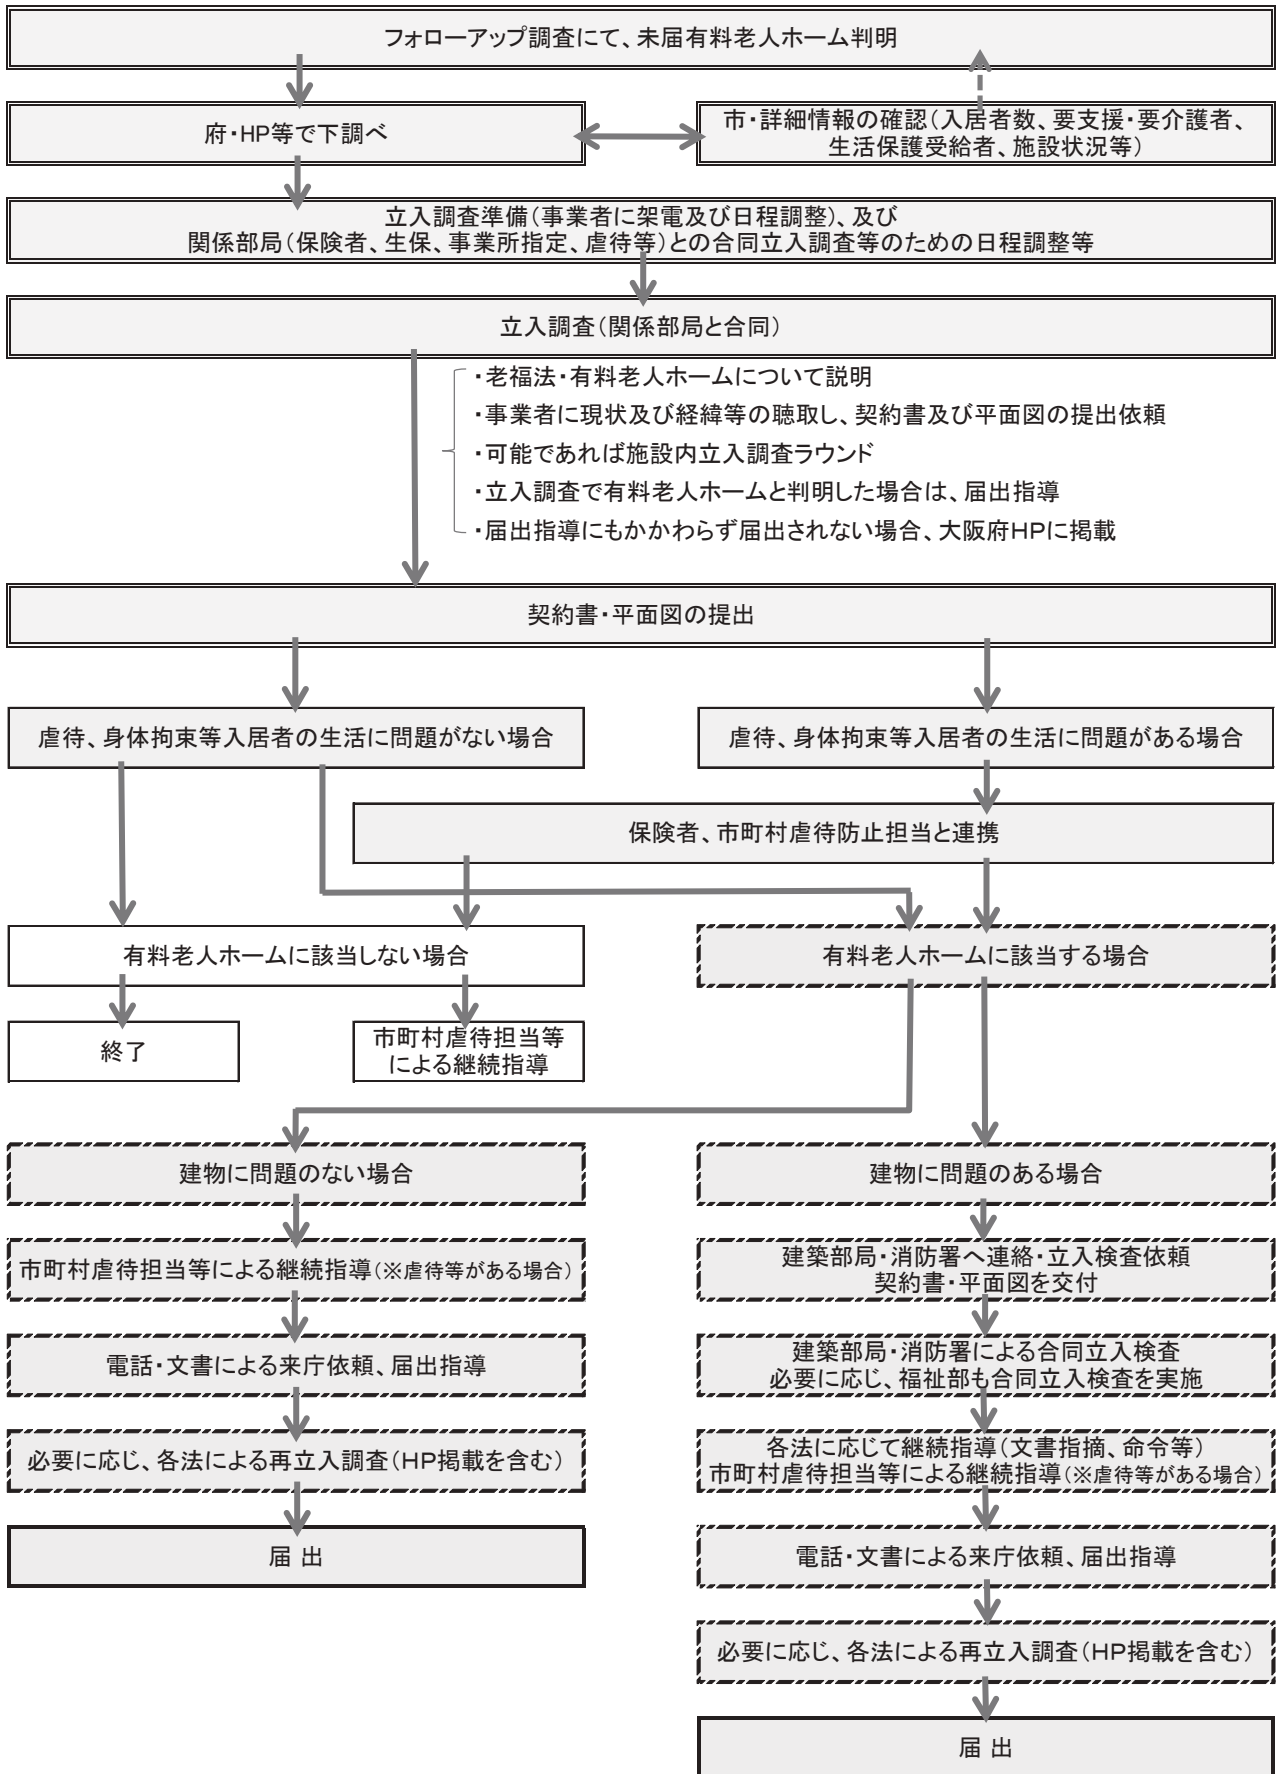 フォローアップ調査にて、未届有料老人ホーム判明
府・HP等で下調べ
市・詳細情報の確認（入居者数、要支援・要介護者、
生活保護受給者、施設状況等）
立入調査準備（事業者に架電及び日程調整）、及び
関係部局（保険者、生保、事業所指定、虐待等）との合同立入調査等のための日程調整等
立入調査（関係部局と合同）
・老福法・有料老人ホームについて説明
・事業者に現状及び経緯等の聴取し、契約書及び平面図の提出依頼
・可能であれば施設内立入調査ラウンド
・立入調査で有料老人ホームと判明した場合は、届出指導
・届出指導にもかかわらず届出されない場合、大阪府HPに掲載
契約書・平面図の提出
虐待、身体拘束等入居者の生活に問題がない場合
虐待、身体拘束等入居者の生活に問題がある場合
保険者、市町村虐待防止担当と連携
有料老人ホームに該当しない場合
有料老人ホームに該当する場合
終了
市町村虐待担当等
による継続指導
建物に問題のない場合
建物に問題のある場合
市町村虐待担当等による継続指導（※虐待等がある場合）
建築部局・消防署へ連絡・立入検査依頼
契約書・平面図を交付
電話・文書による来庁依頼、届出指導
建築部局・消防署による合同立入検査
必要に応じ、福祉部も合同立入検査を実施
必要に応じ、各法による再立入調査（HP掲載を含む）
各法に応じて継続指導（文書指摘、命令等）
市町村虐待担当等による継続指導（※虐待等がある場合）
届 出
電話・文書による来庁依頼、届出指導
必要に応じ、各法による再立入調査（HP掲載を含む）
届 出